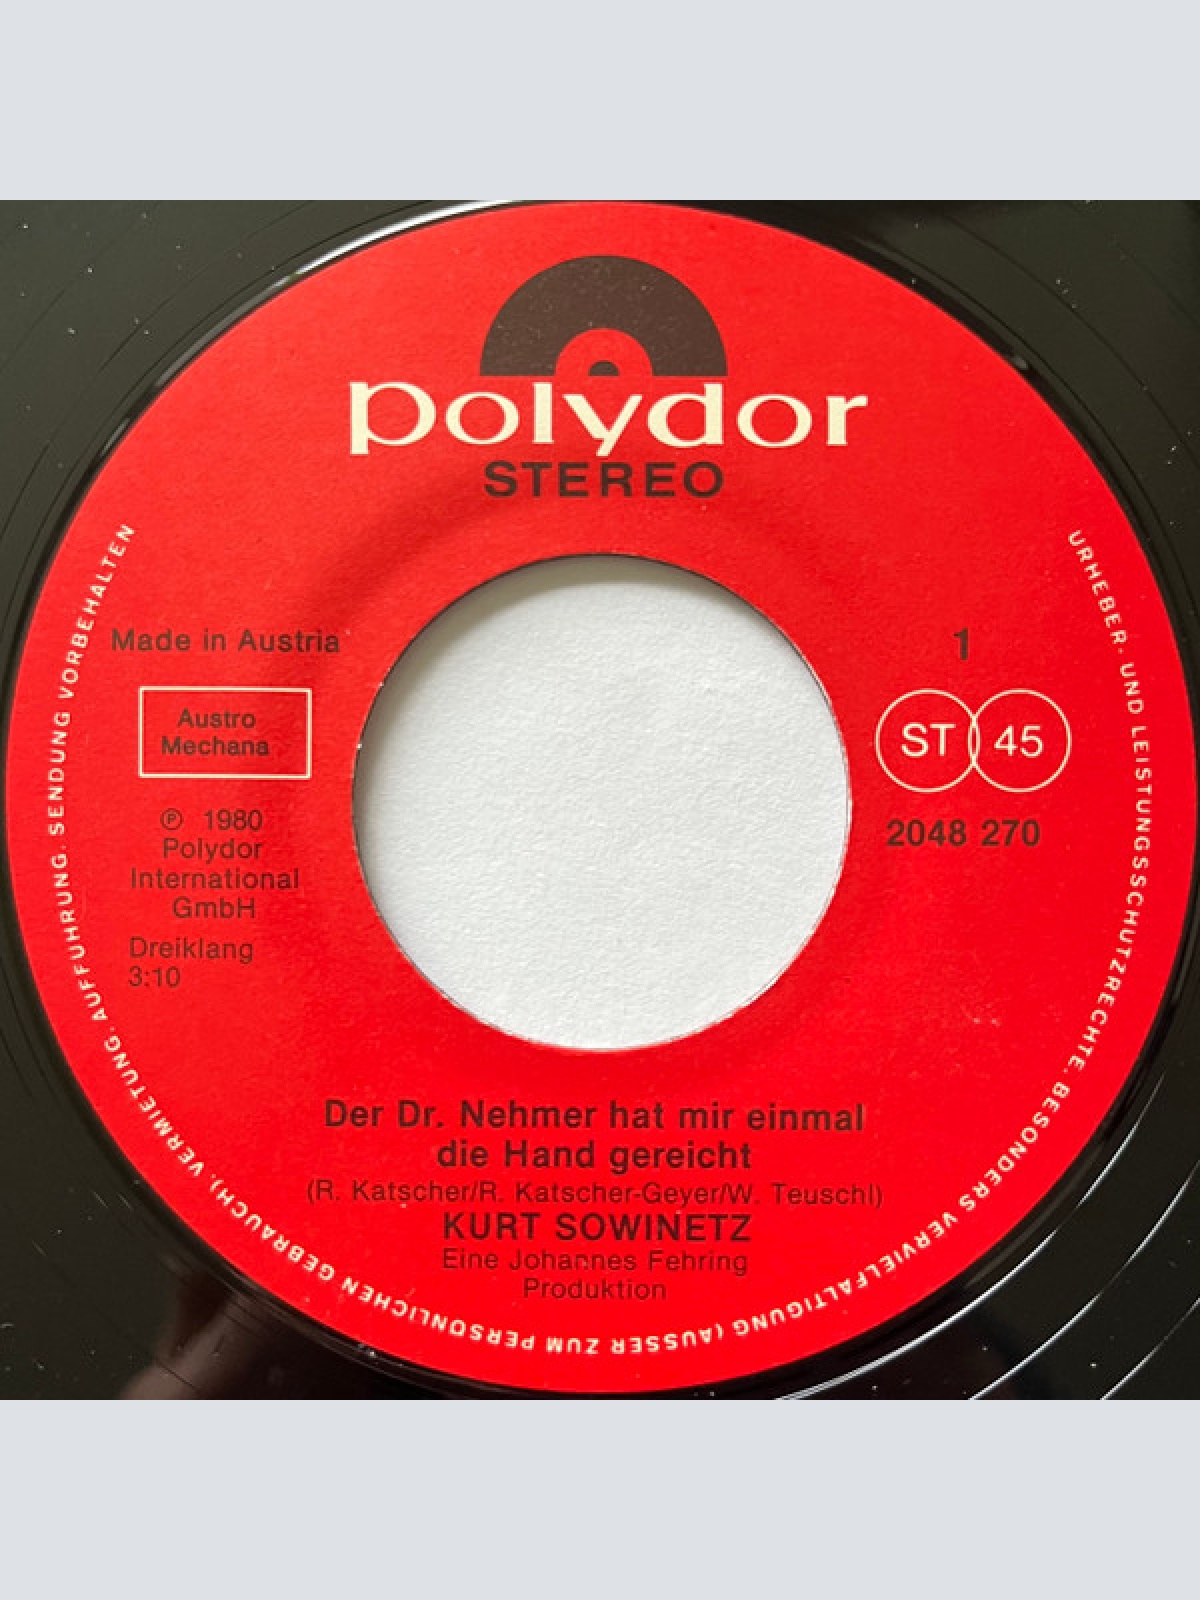 polydor
STEREO
Made in Austria
Austro
Mechana
℗ 1980
Polydor
International
GmbH
Dreiklang
3:10
1
ST 45
2048 270
Der Dr. Nehmer hat mir einmal
die Hand gereicht
(R. Katscher/R. Katscher-Geyer/W. Teuschl)
KURT SOWINETZ
Eine Johannes Fehring
Produktion
URHEBER- UND LEISTUNGSSCHUTZRECHTE, BESONDERS VERVIELFÄLTIGUNG (AUSSER ZUM PERSÖNLICHEN GEBRAUCH), VERMIETUNG, AUFFÜHRUNG, SENDUNG VORBEHALTEN